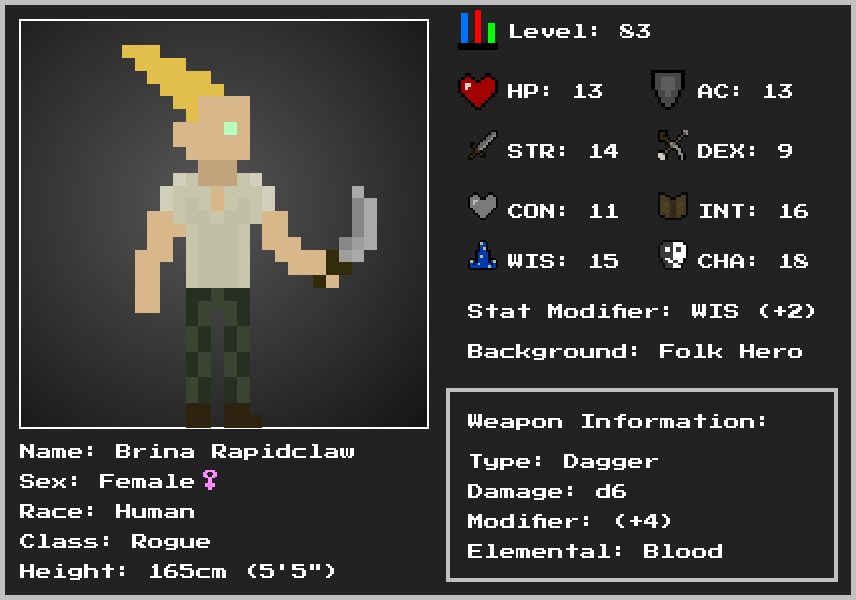 Level: 83
HP: 13
AC: 13
STR: 14
DEX: 9
CON: 11
INT: 16
WIS: 15
CHA: 18
Stat Modifier: WIS (+2)
Background: Folk Hero
Weapon Information:
Type: Dagger
Damage: d6
Modifier: (+4)
Elemental: Blood
Name: Brina Rapidclaw
Sex: Female♀
Race: Human
Class: Rogue
Height: 165cm (5'5")